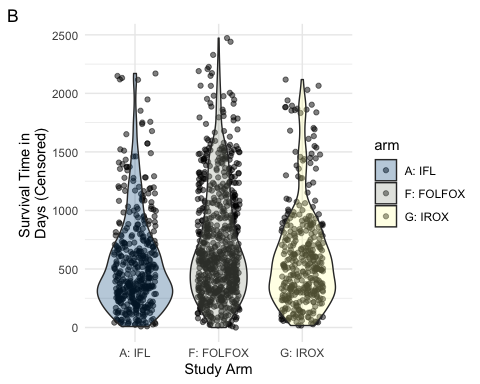 B
2500
2000
1500
1000
500
0
Survival Time in
Days (Censored)
A: IFL
F: FOLFOX
G: IROX
Study Arm
arm
A: IFL
F: FOLFOX
G: IROX